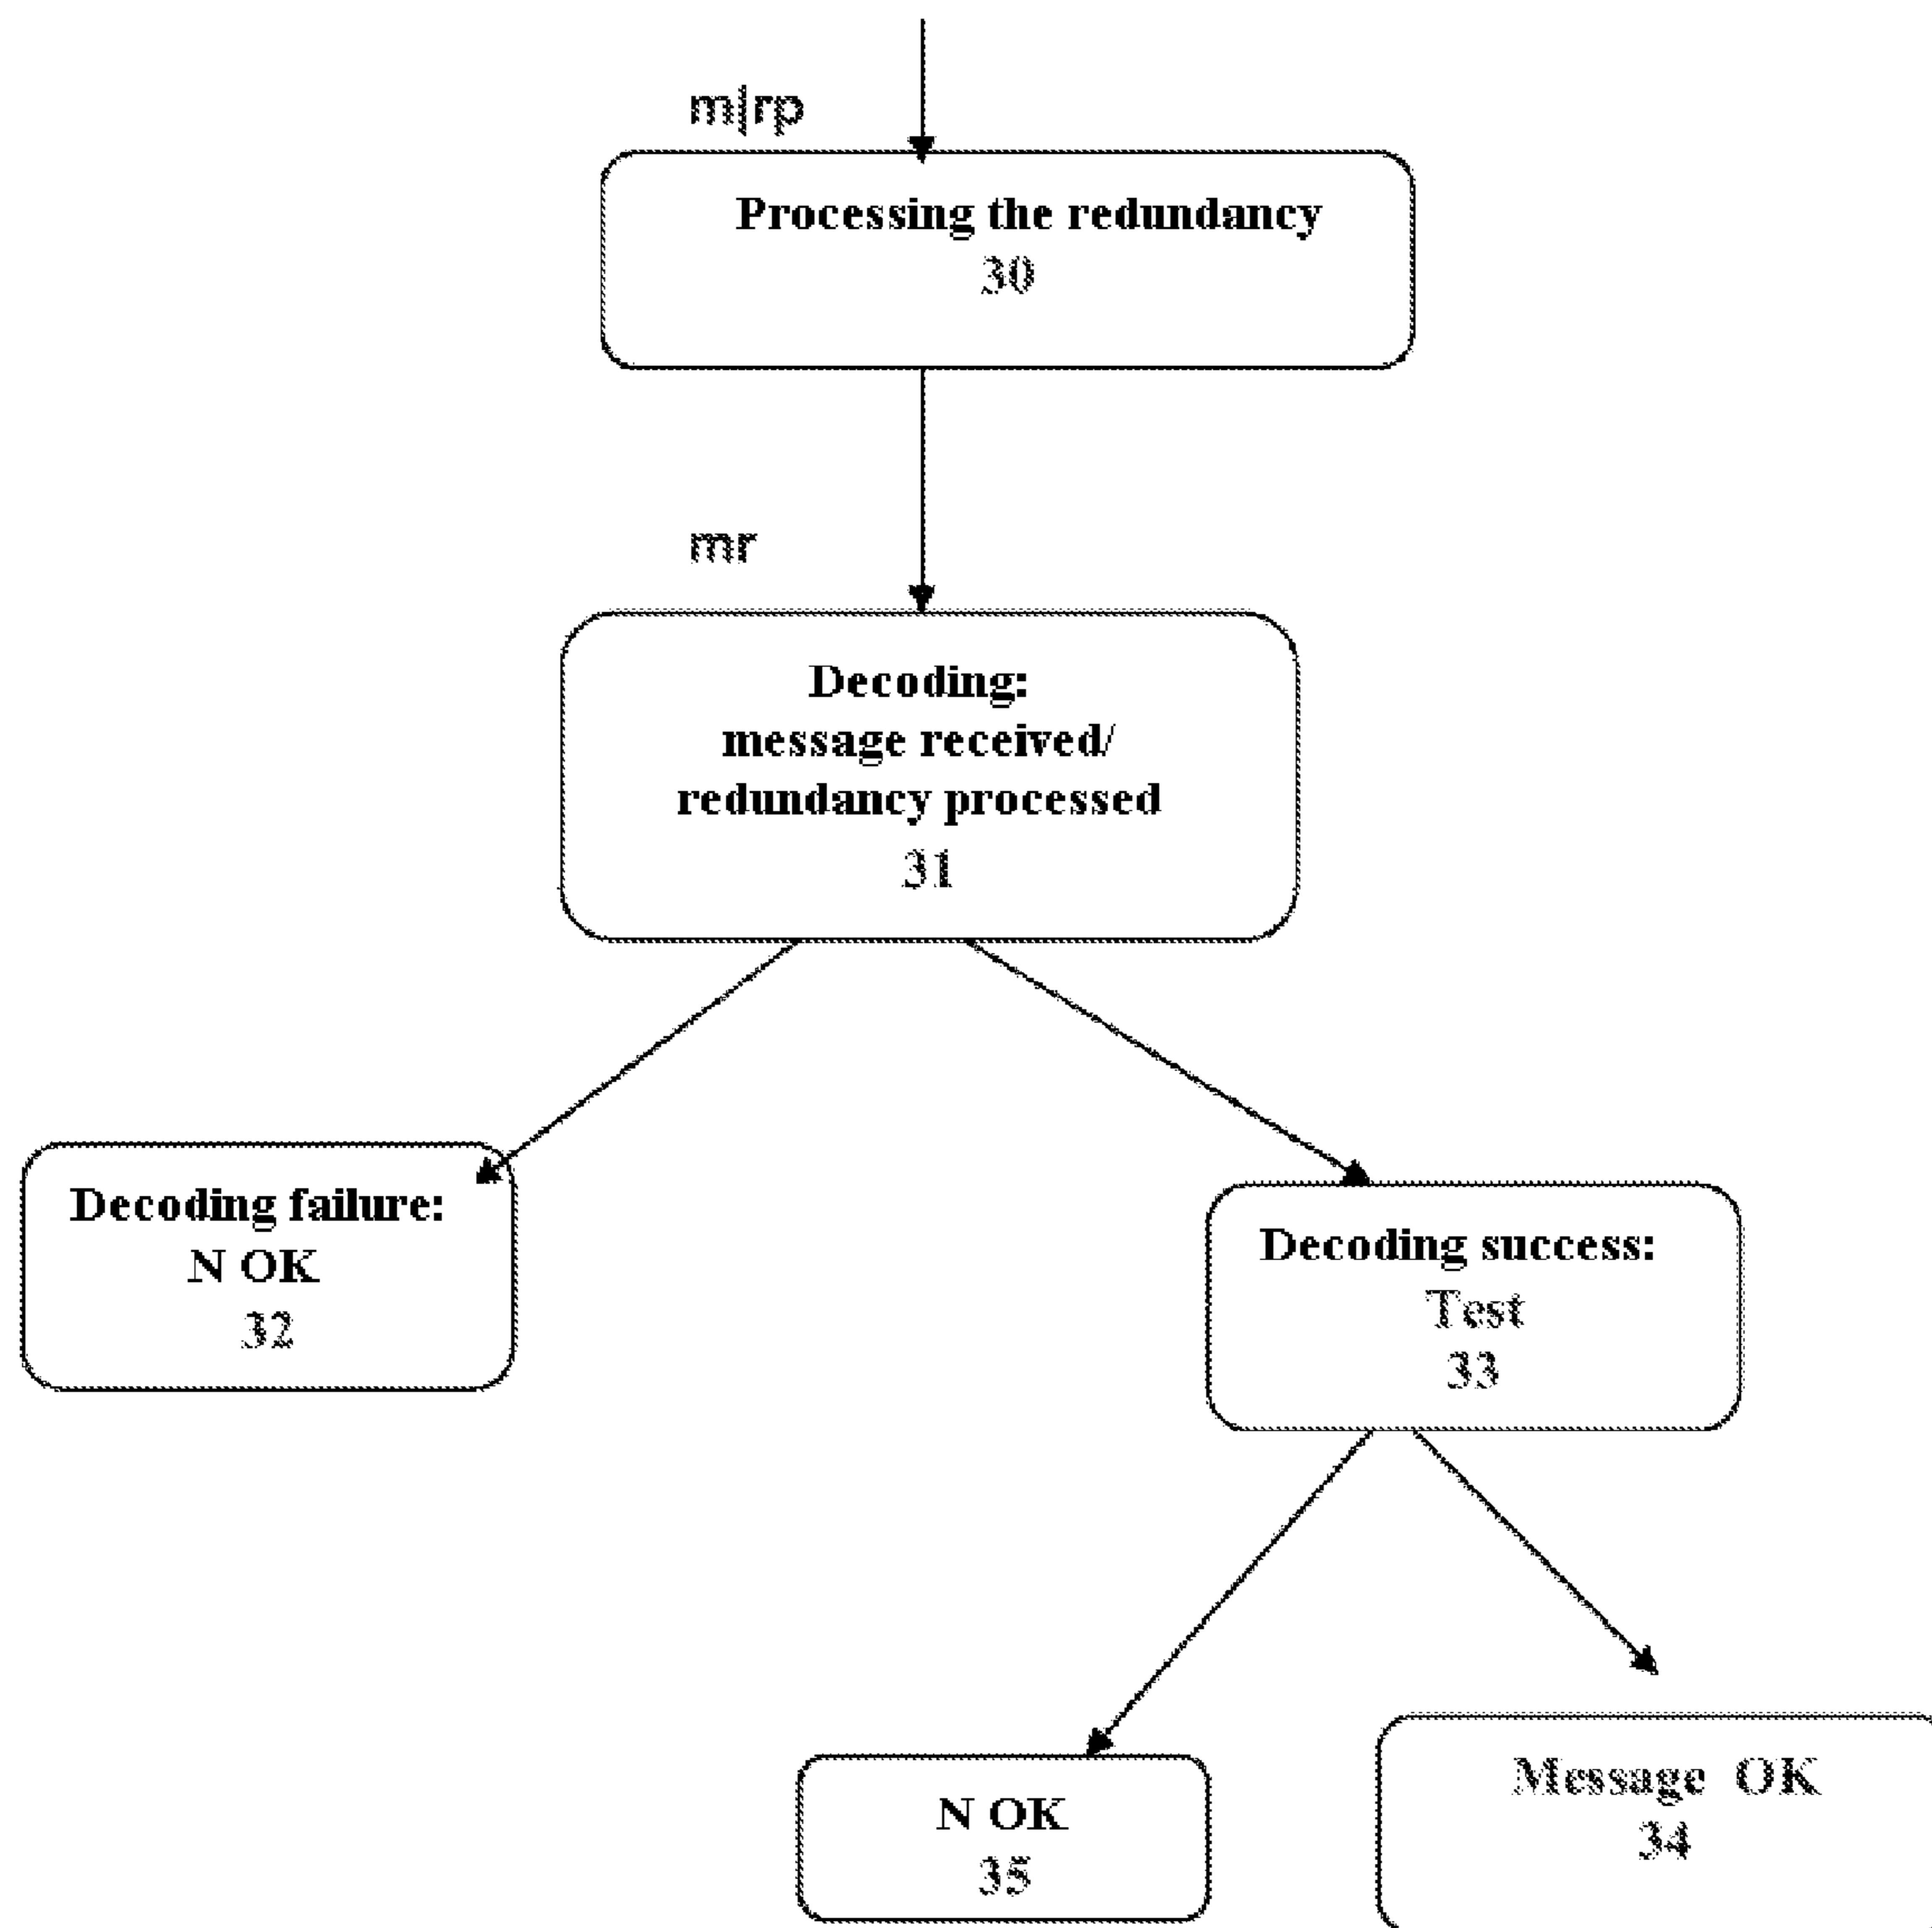 m|rp
Processing the redundancy
30
mr
Decoding:
message received/
redundancy processed
31
Decoding failure:
N OK
32
Decoding success:
Test
33
N OK
35
Message OK
34